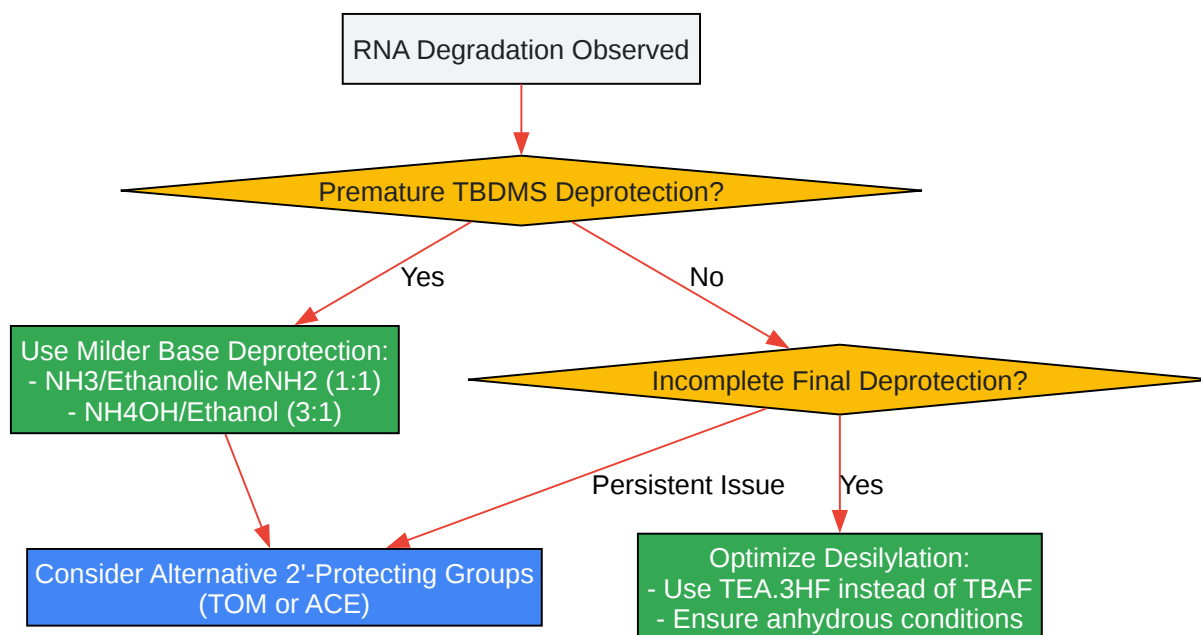 RNA Degradation Observed
Premature TBDMS Deprotection?
Yes
No
Use Milder Base Deprotection:
- NH3/Ethanolic MeNH2 (1:1)
- NH4OH/Ethanol (3:1)
Incomplete Final Deprotection?
Persistent Issue
Yes
Consider Alternative 2'-Protecting Groups
(TOM or ACE)
Optimize Desilylation:
- Use TEA.3HF instead of TBAF
- Ensure anhydrous conditions